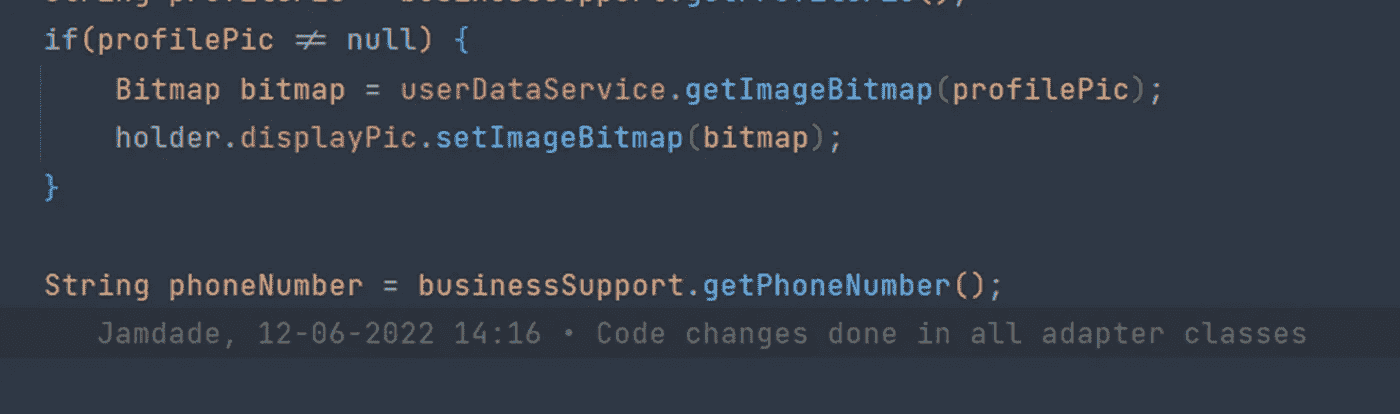 if(profilePic ≠ null) {
Bitmap bitmap = userDataService.getImageBitmap(profilePic);
holder.displayPic.setImageBitmap(bitmap);
}
String phoneNumber = businessSupport.getPhoneNumber();
Jamdade, 12-06-2022 14:16 • Code changes done in all adapter classes